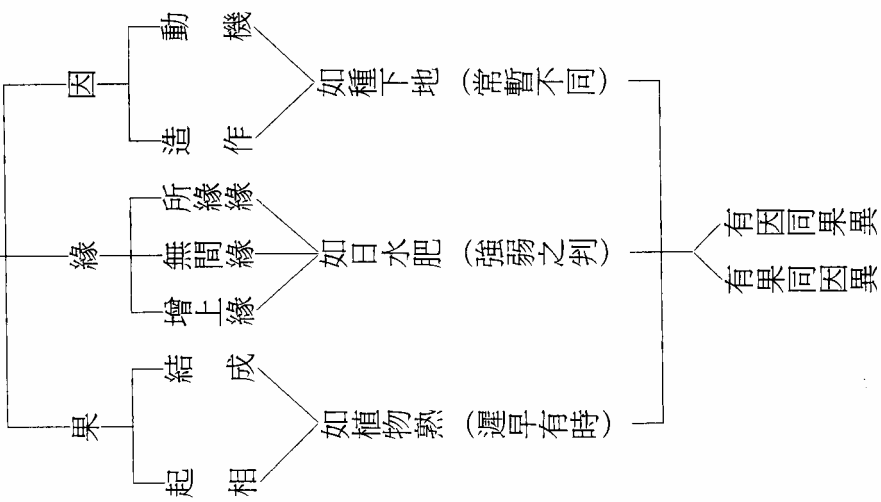 因
動機
造作
如種下地（常暫不同）
緣
所緣緣
無間緣
增上緣
如日水肥（強弱之判）
果
結成
起相
如植物熟（遲早有時）
有因同果異
有果同因異